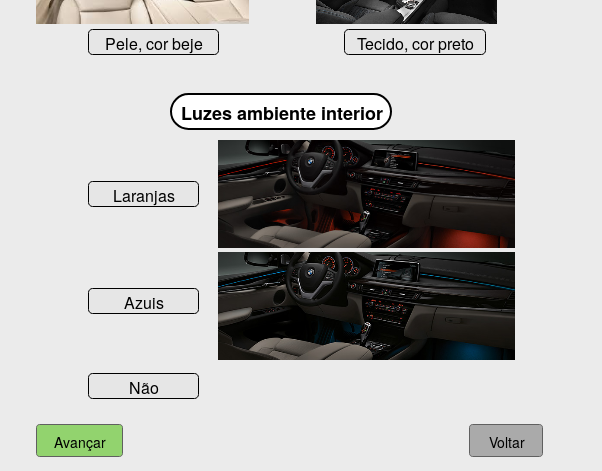 Pele, cor beje
Tecido, cor preto
Luzes ambiente interior
Laranjas
Azuis
Não
Avançar
Voltar